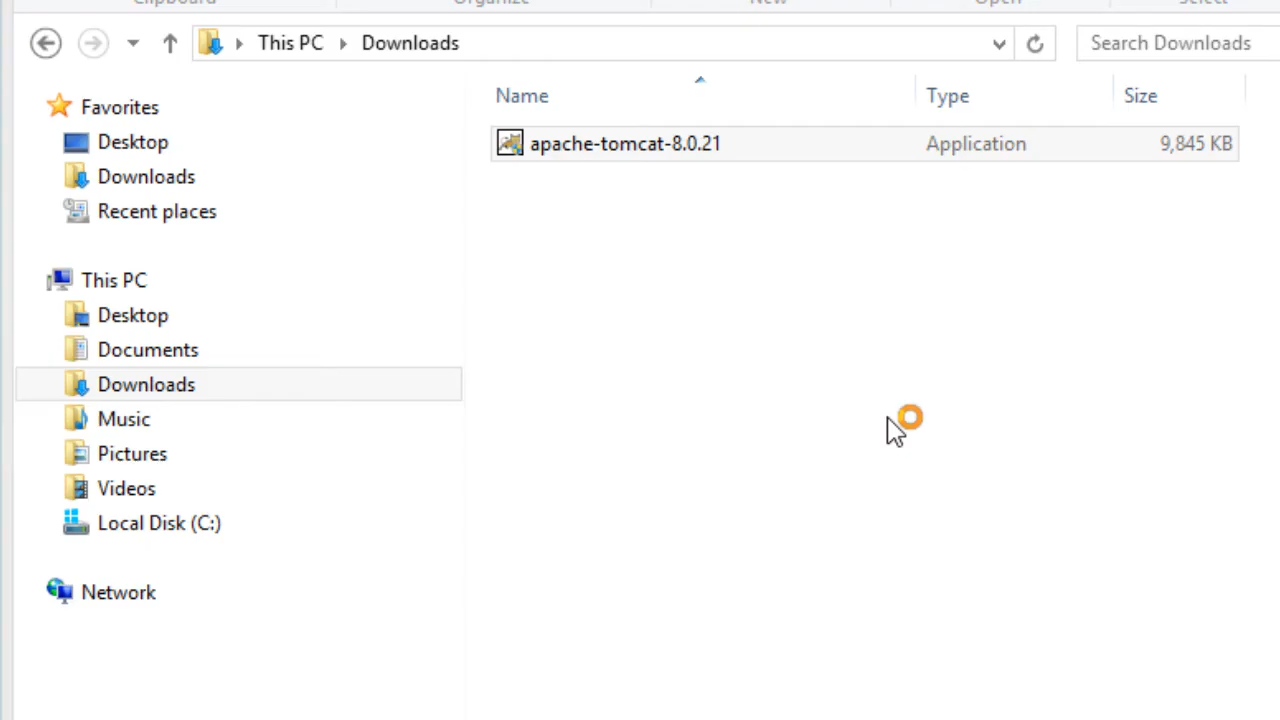 Clipboard
Organize
New
Open
Select
This PC
Downloads
Search Downloads
Name
Type
Size
apache-tomcat-8.0.21
Application
9,845 KB
Favorites
Desktop
Downloads
Recent places
This PC
Desktop
Documents
Downloads
Music
Pictures
Videos
Local Disk (C:)
Network